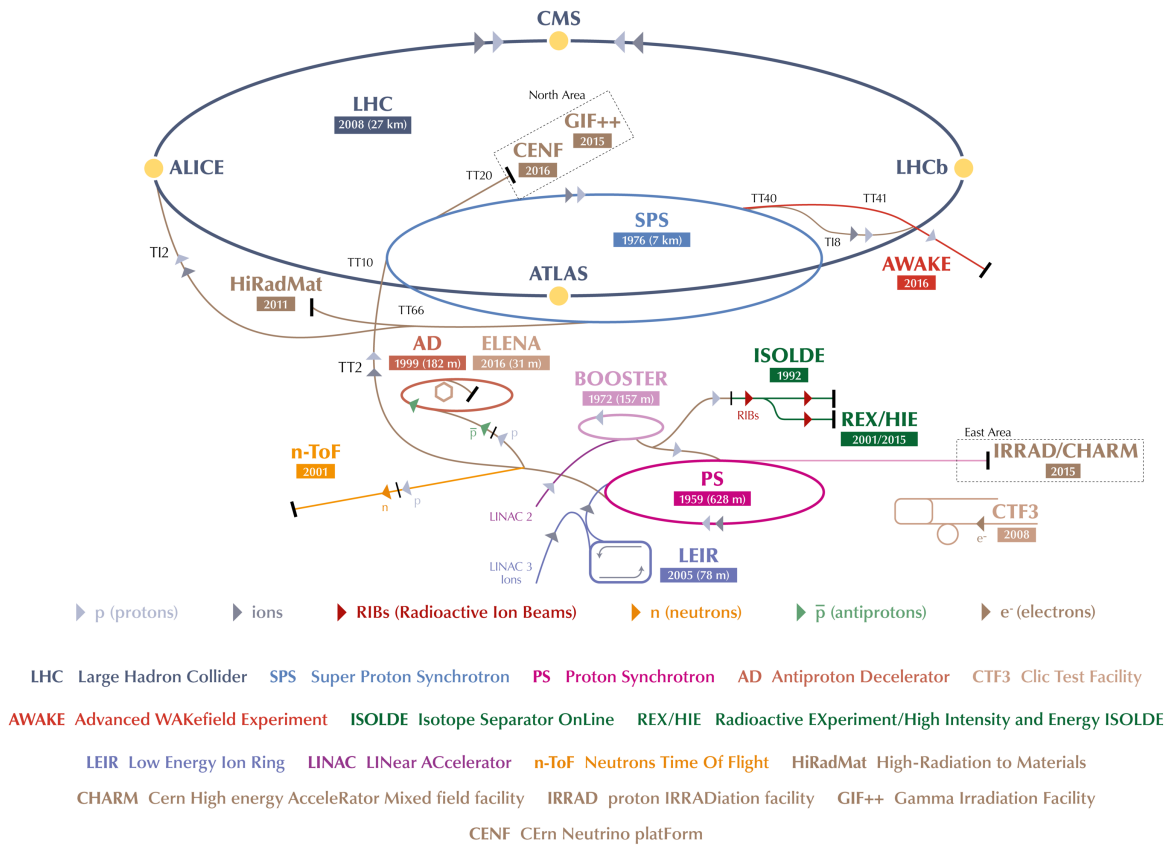 CMS
LHC
2008 (27 km)
North Area
GIF++
2015
CENF
2016
ALICE
LHCb
TT20
TT40
TT41
SPS
1976 (7 km)
TI8
TI2
TT10
ATLAS
AWAKE
2016
HiRadMat
2011
TT66
AD
1999 (182 m)
ELENA
2016 (31 m)
TT2
BOOSTER
1972 (157 m)
ISOLDE
1992
RIBs
REX/HIE
2001/2015
p̅
p
East Area
IRRAD/CHARM
2015
n-ToF
2001
n
p
PS
1959 (628 m)
LINAC 2
CTF3
2008
e-
LINAC 3
Ions
LEIR
2005 (78 m)
p (protons) ions RIBs (Radioactive Ion Beams) n (neutrons) p̅ (antiprotons) e- (electrons)
LHC Large Hadron Collider SPS Super Proton Synchrotron PS Proton Synchrotron AD Antiproton Decelerator CTF3 Clic Test Facility
AWAKE Advanced WAKefield Experiment ISOLDE Isotope Separator OnLine REX/HIE Radioactive EXperiment/High Intensity and Energy ISOLDE
LEIR Low Energy Ion Ring LINAC LINear ACcelerator n-ToF Neutrons Time Of Flight HiRadMat High-Radiation to Materials
CHARM Cern High energy AcceleRator Mixed field facility IRRAD proton IRRADiation facility GIF++ Gamma Irradiation Facility
CENF CErn Neutrino platForm